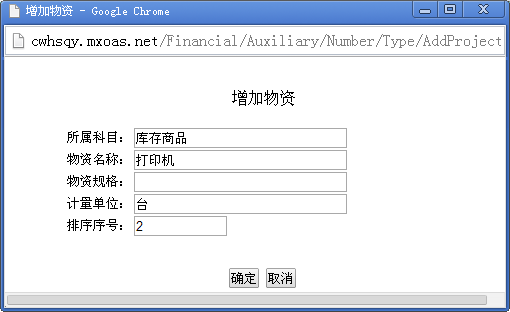 增加物资 - Google Chrome
cwhsqy.mxoas.net/Financial/Auxiliary/Number/Type/AddProject
增加物资
所属科目： 库存商品
物资名称： 打印机
物资规格：
计量单位： 台
排序序号： 2
确定 取消